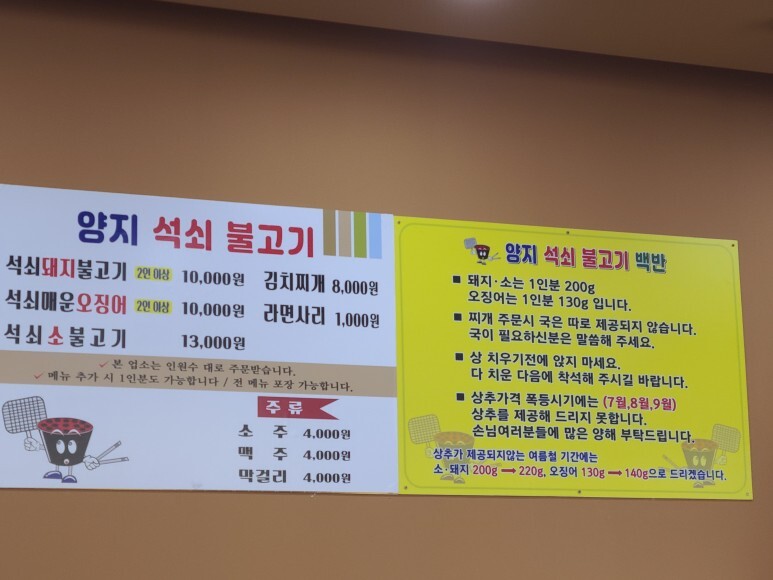 양지 석쇠 불고기
석쇠돼지불고기 2인 이상 10,000원
석쇠매운오징어 2인 이상 10,000원
석쇠소불고기 13,000원
김치찌개 8,000원
라면사리 1,000원
✓ 본 업소는 인원수 대로 주문받습니다.
✓ 메뉴 추가 시 1인분도 가능합니다 / 전 메뉴 포장 가능합니다.
주류
소주 4,000원
맥주 4,000원
막걸리 4,000원
양지 석쇠 불고기 백반
■ 돼지·소는 1인분 200g
오징어는 1인분 130g 입니다.
■ 찌개 주문시 국은 따로 제공되지 않습니다.
국이 필요하신분은 말씀해 주세요.
■ 상 치우기전에 앉지 마세요.
다 치운 다음에 착석해 주시길 바랍니다.
■ 상추가격 폭등시기에는 (7월,8월,9월)
상추를 제공해 드리지 못합니다.
손님여러분들에 많은 양해 부탁드립니다.
상추가 제공되지않는 여름철 기간에는
소·돼지 200g → 220g, 오징어 130g → 140g으로 드리겠습니다.